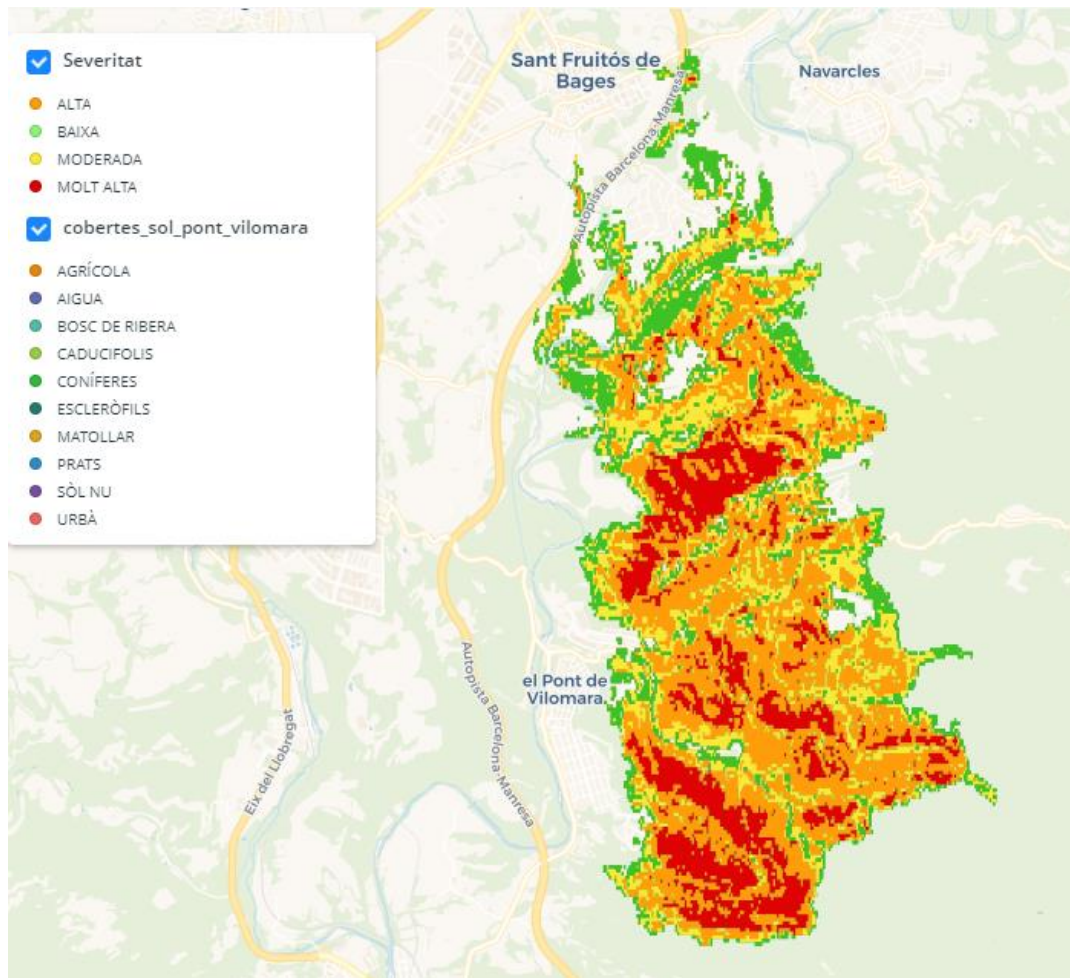 Severitat
ALTA
BAIXA
MODERADA
MOLT ALTA
cobertes_sol_pont_vilomara
AGRÍCOLA
AIGUA
BOSC DE RIBERA
CADUCIFOLIS
CONÍFERES
ESCLERÒFILS
MATOLLAR
PRATS
SÒL NU
URBÀ
Sant Fruitós de
Bages
Navarcles
Autopista Barcelona-Manresa
el Pont de
Vilomara.
Autopista Barcelona-Manresa
Eix del Llobregat